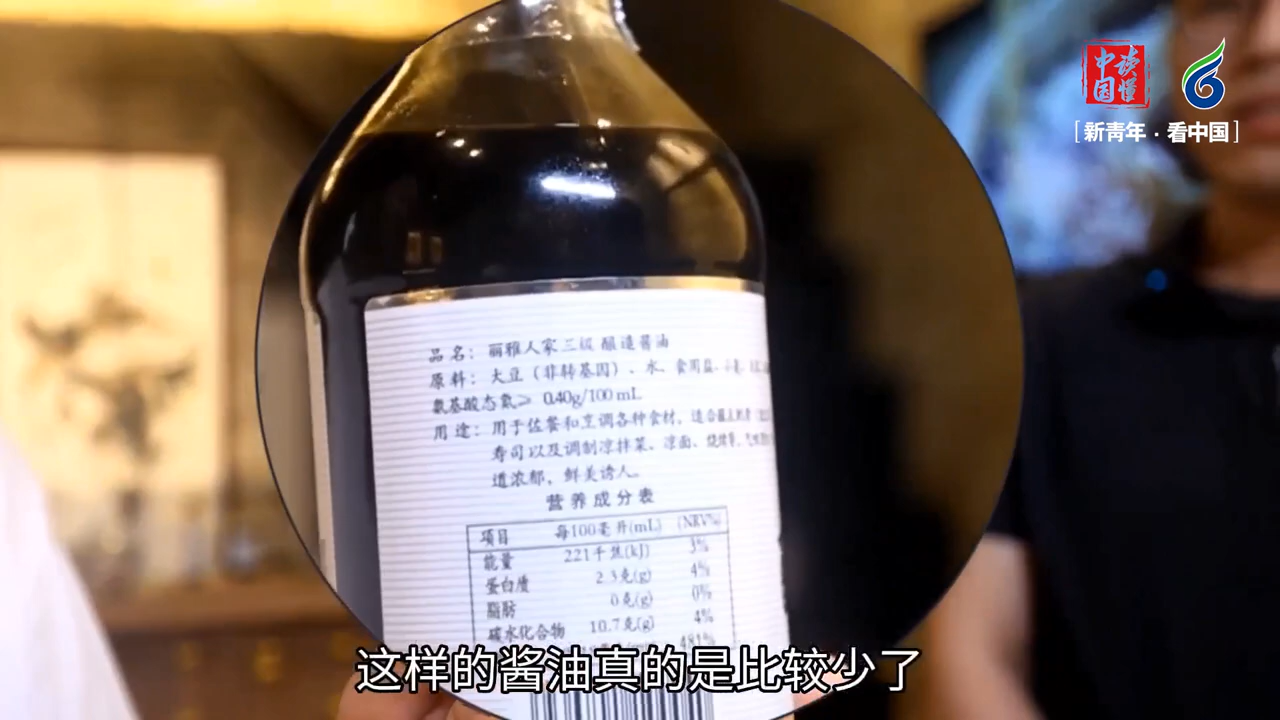 读懂
中国
[新青年·看中国]
品名：丽雅人家三级 酿造酱油
原料：大豆（非转基因）、水、食用盐、
氨基酸态氮≥ 0.40g/100mL
用途：用于佐餐和烹调各种食材，适合
寿司以及调制凉拌菜、凉面、烧烤等，
道浓郁，鲜美诱人。
营养成分表
项目 每100毫升(mL) (NRV%)
能量 221千焦(kJ) 3%
蛋白质 2.3克(g) 4%
脂肪 0克(g) 0%
碳水化合物 10.7克(g) 4%
481%
这样的酱油真的是比较少了